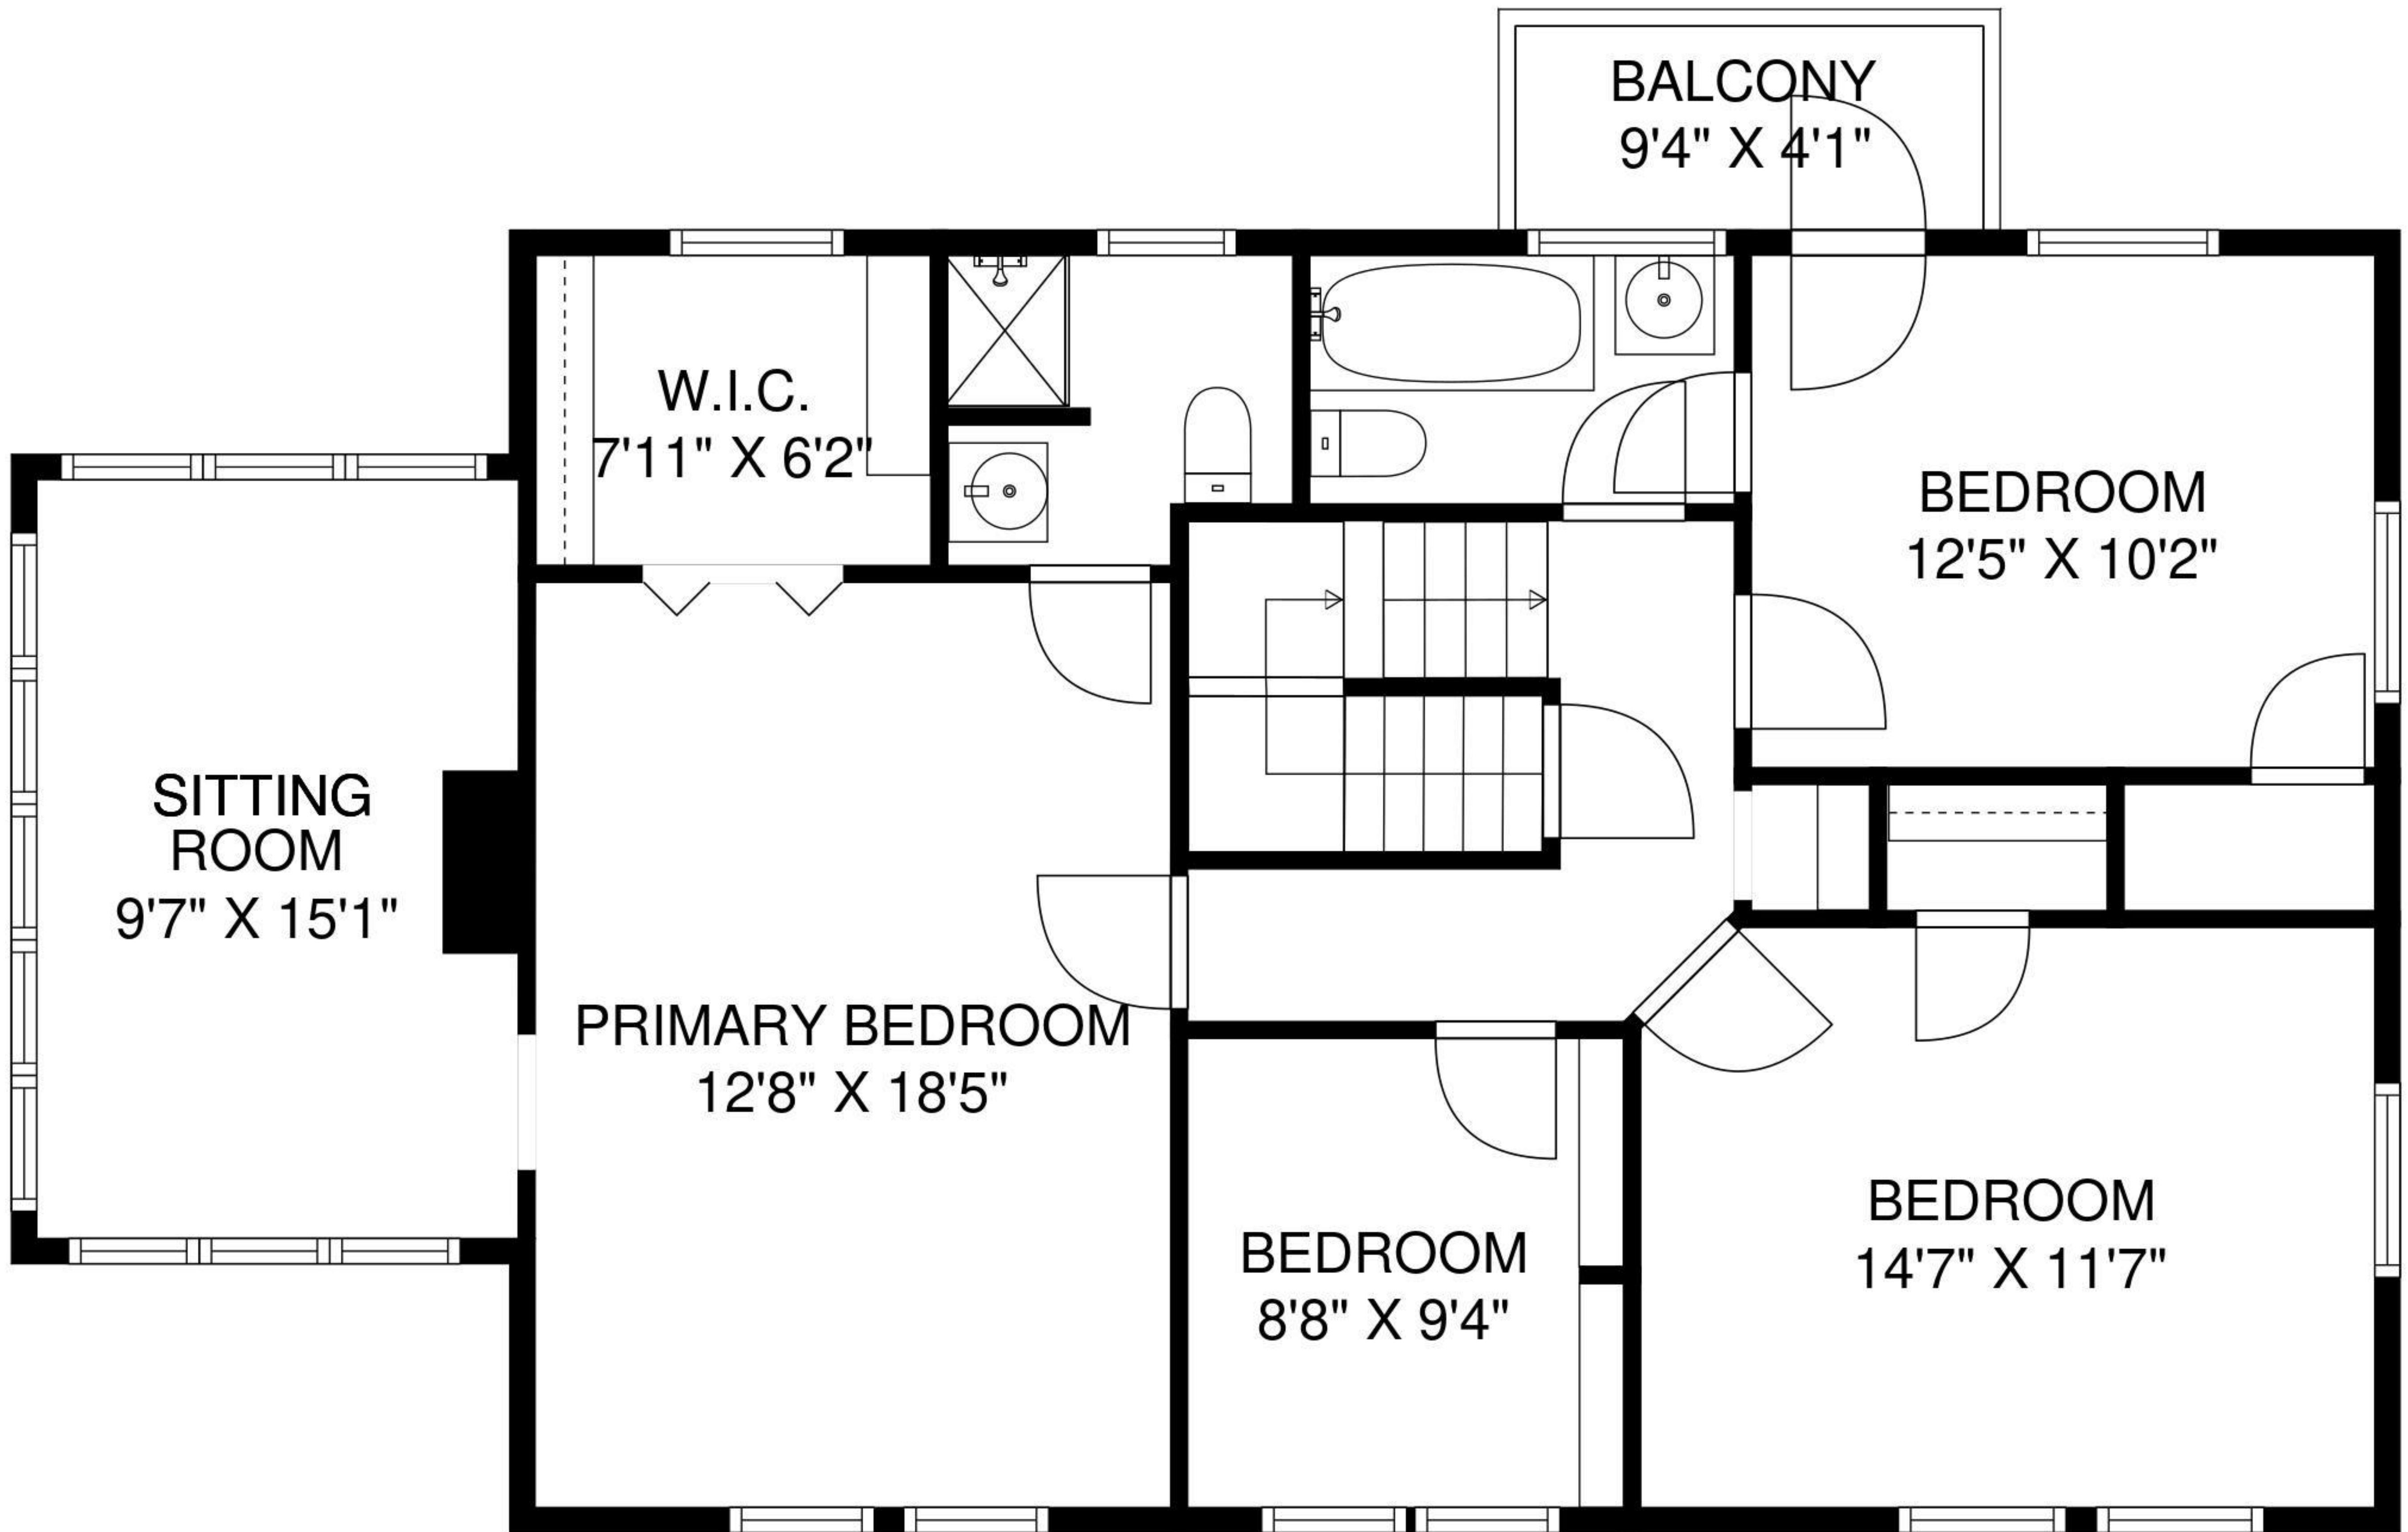 BALCONY
9'4" X 4'1"
W.I.C.
7'11" X 6'2"
BEDROOM
12'5" X 10'2"
SITTING
ROOM
9'7" X 15'1"
PRIMARY BEDROOM
12'8" X 18'5"
BEDROOM
8'8" X 9'4"
BEDROOM
14'7" X 11'7"